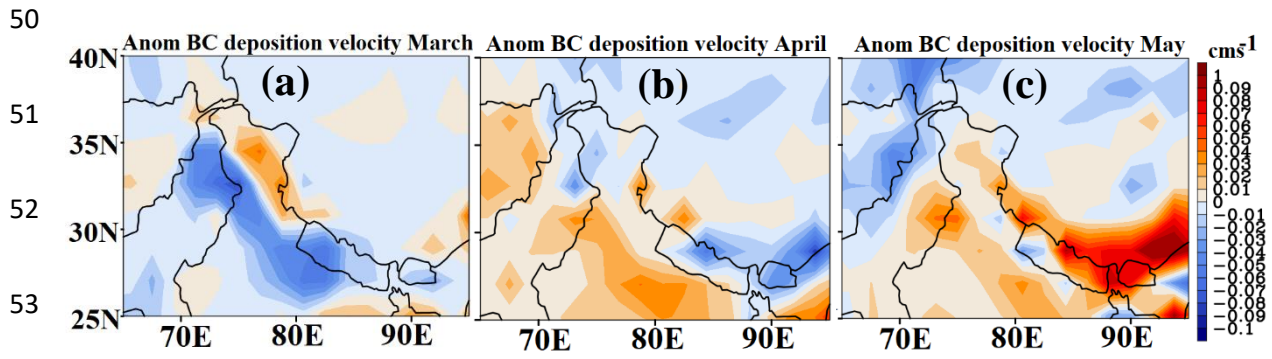 50
51
52
53
Anom BC deposition velocity March
Anom BC deposition velocity April
Anom BC deposition velocity May
cms-1
(a)
(b)
(c)
40N
35N
30N
25N
70E 80E 90E
70E 80E 90E
70E 80E 90E
1
0.09
0.08
0.07
0.06
0.05
0.04
0.03
0.02
0.01
0
-0.01
-0.02
-0.03
-0.04
-0.05
-0.06
-0.07
-0.08
-0.09
-0.1